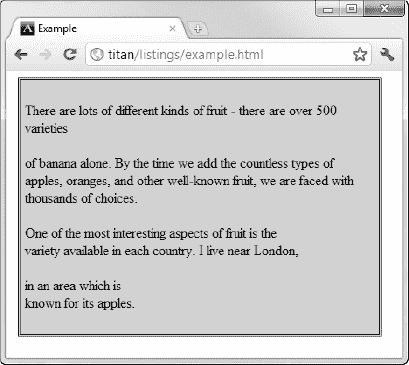 Example
titan/listings/example.html
There are lots of different kinds of fruit - there are over 500
varieties
of banana alone. By the time we add the countless types of
apples, oranges, and other well-known fruit, we are faced with
thousands of choices.
One of the most interesting aspects of fruit is the
variety available in each country. I live near London,
in an area which is
known for its apples.